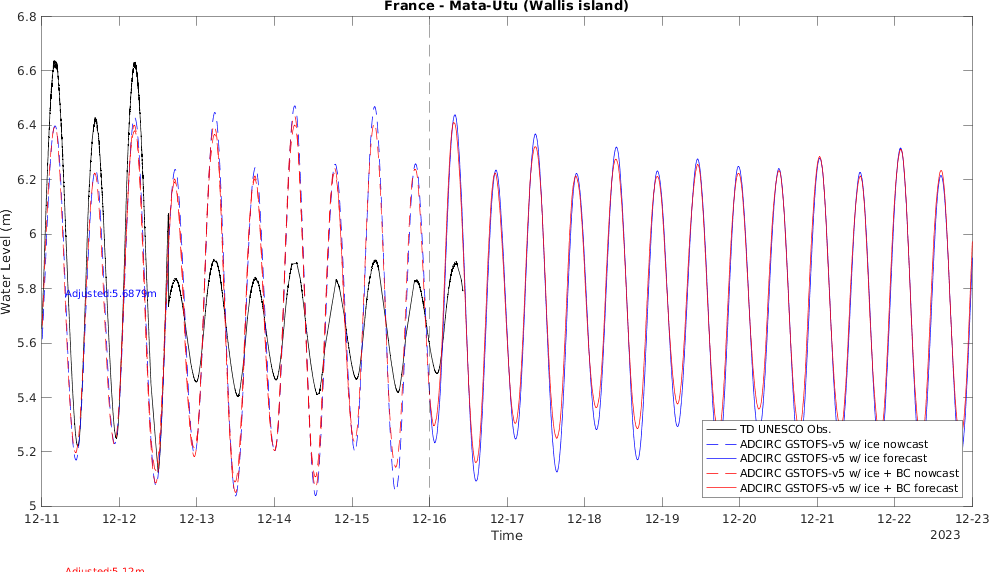 France - Mata-Utu (Wallis island)
6.8
6.6
6.4
6.2
6
5.8
5.6
5.4
5.2
5
Water Level (m)
Adjusted:5.6879m
TD UNESCO Obs.
ADCIRC GSTOFS-v5 w/ ice nowcast
ADCIRC GSTOFS-v5 w/ ice forecast
ADCIRC GSTOFS-v5 w/ ice + BC nowcast
ADCIRC GSTOFS-v5 w/ ice + BC forecast
12-11 12-12 12-13 12-14 12-15 12-16 12-17 12-18 12-19 12-20 12-21 12-22 12-23
Time
2023
Adjusted:5.12m